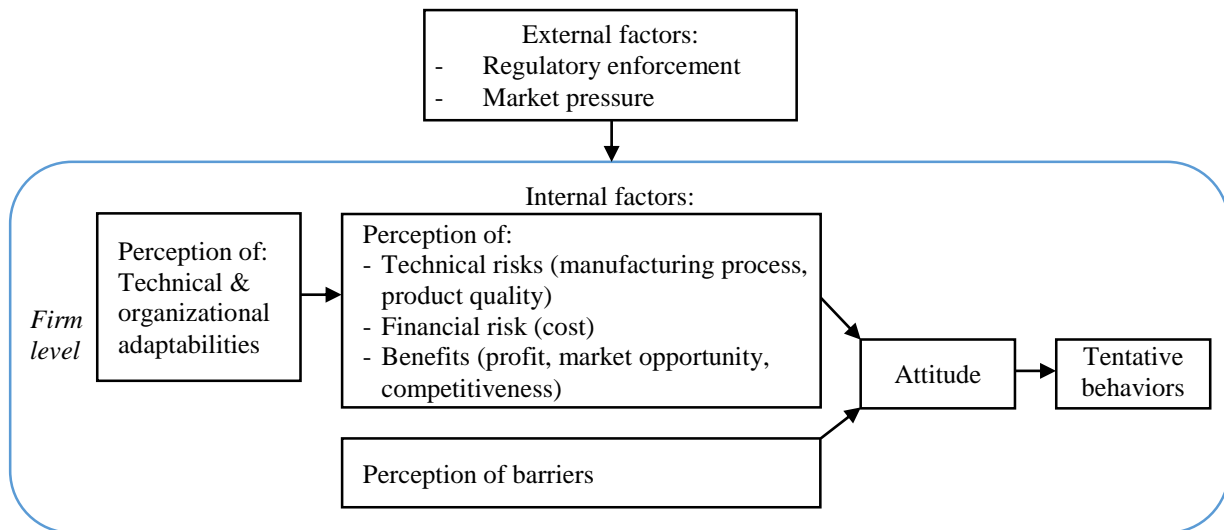 External factors:
- Regulatory enforcement
- Market pressure
Internal factors:
Firm
level
Perception of:
Technical &
organizational
adaptabilities
Perception of:
- Technical risks (manufacturing process,
product quality)
- Financial risk (cost)
- Benefits (profit, market opportunity,
competitiveness)
Perception of barriers
Attitude
Tentative
behaviors